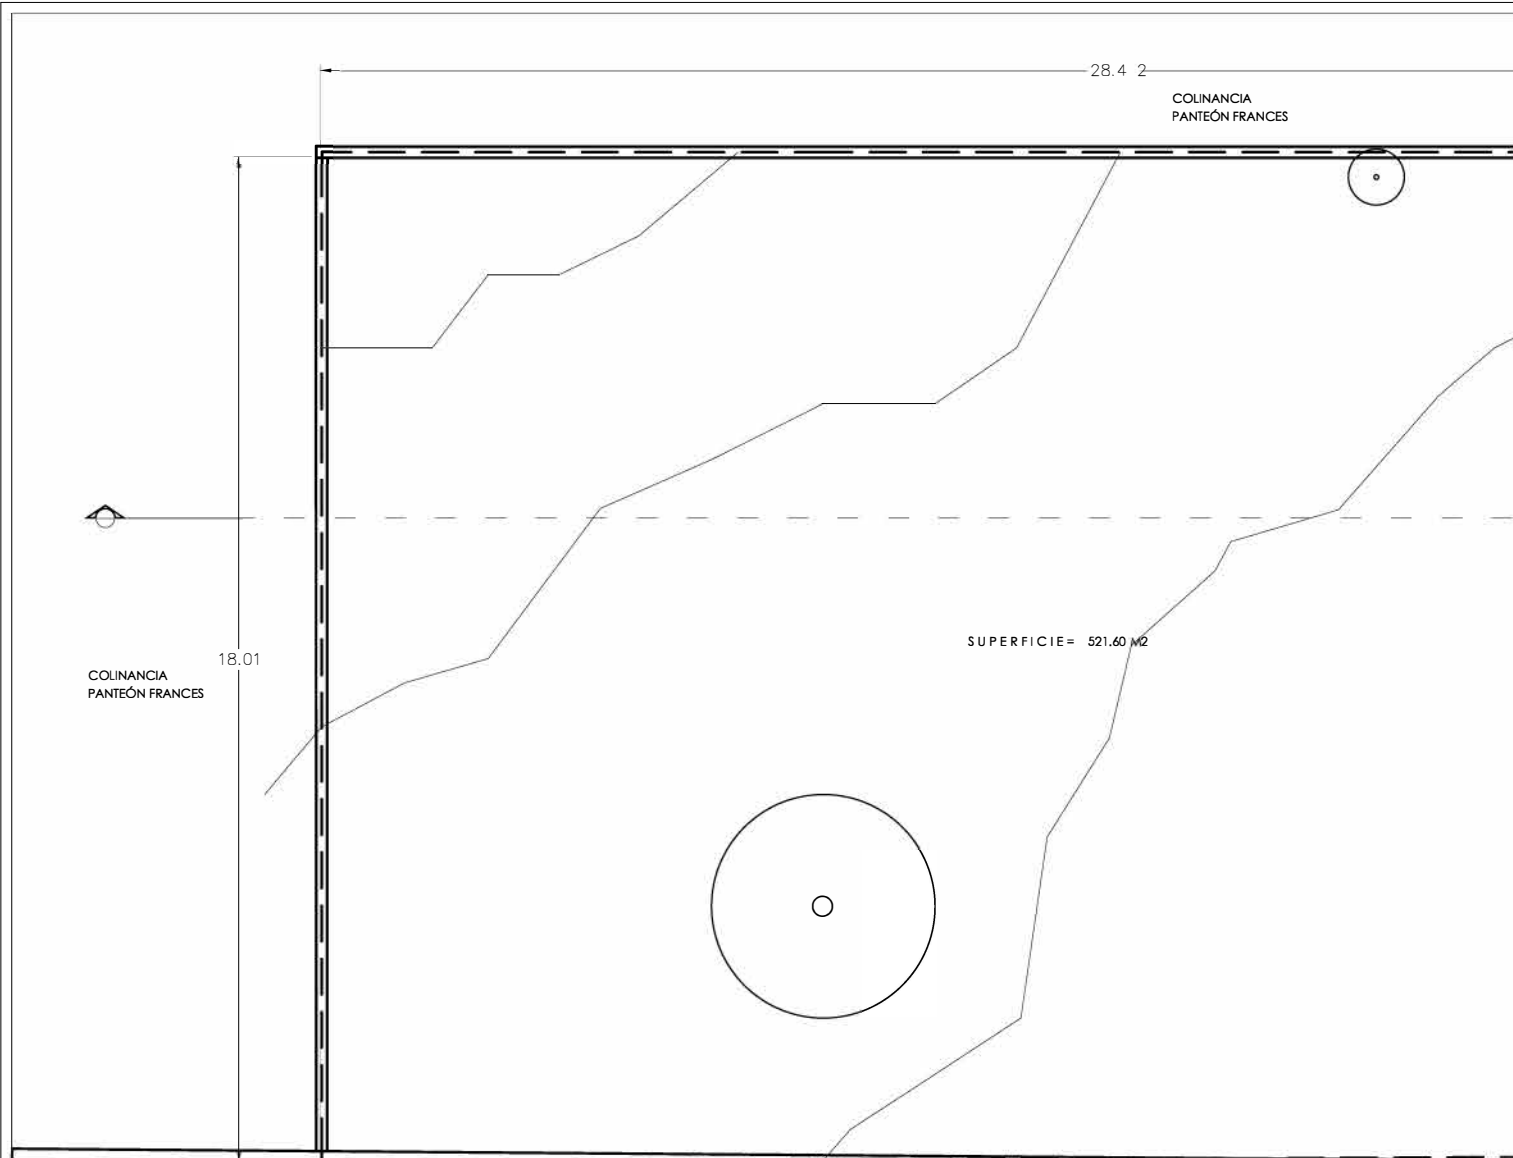 28.4 2
COLINANCIA
PANTEÓN FRANCES
SUPERFICIE= 521.60 M2
18.01
COLINANCIA
PANTEÓN FRANCES